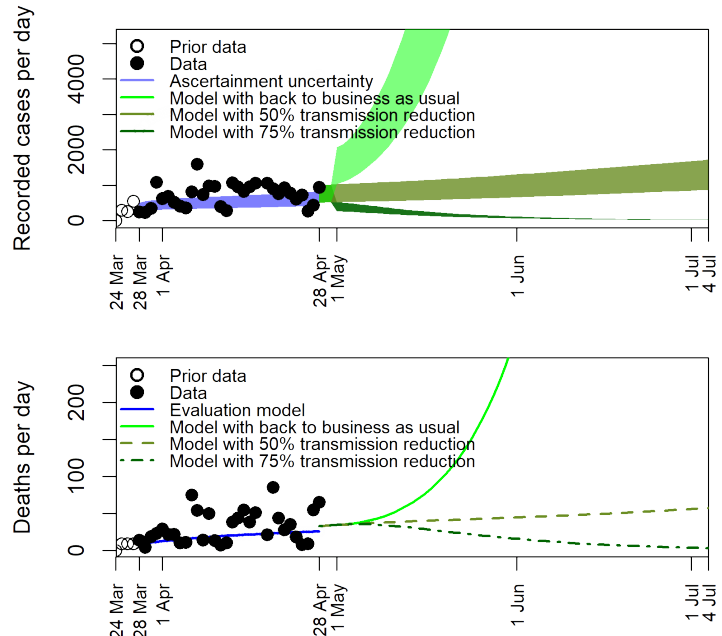 Recorded cases per day
4000
2000
0
Prior data
Data
Ascertainment uncertainty
Model with back to business as usual
Model with 50% transmission reduction
Model with 75% transmission reduction
24 Mar
28 Mar
1 Apr
28 Apr
1 May
1 Jun
1 Jul
4 Jul
Deaths per day
200
100
0
Prior data
Data
Evaluation model
Model with back to business as usual
Model with 50% transmission reduction
Model with 75% transmission reduction
24 Mar
28 Mar
1 Apr
28 Apr
1 May
1 Jun
1 Jul
4 Jul